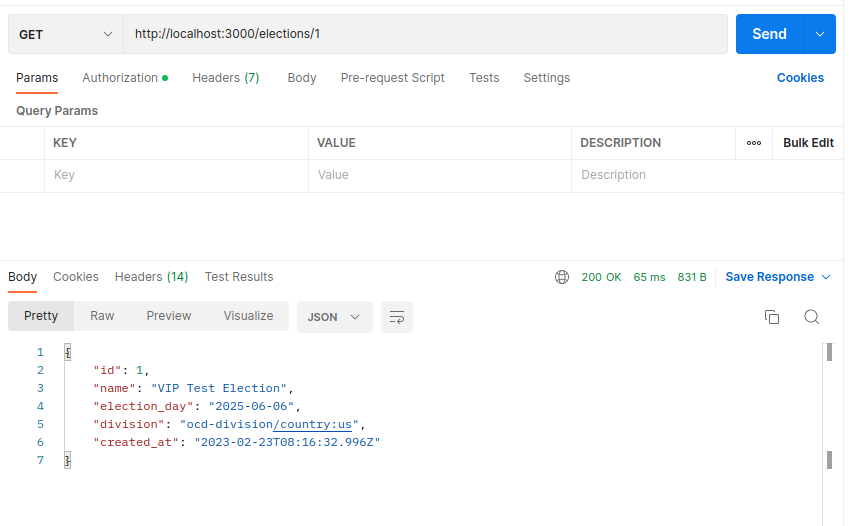 GET http://localhost:3000/elections/1 Send
Params Authorization Headers (7) Body Pre-request Script Tests Settings Cookies
Query Params
KEY VALUE DESCRIPTION Bulk Edit
Key Value Description
Body Cookies Headers (14) Test Results 200 OK 65 ms 831 B Save Response
Pretty Raw Preview Visualize JSON
1 {
2 "id": 1,
3 "name": "VIP Test Election",
4 "election_day": "2025-06-06",
5 "division": "ocd-division/country:us",
6 "created_at": "2023-02-23T08:16:32.996Z"
7 }